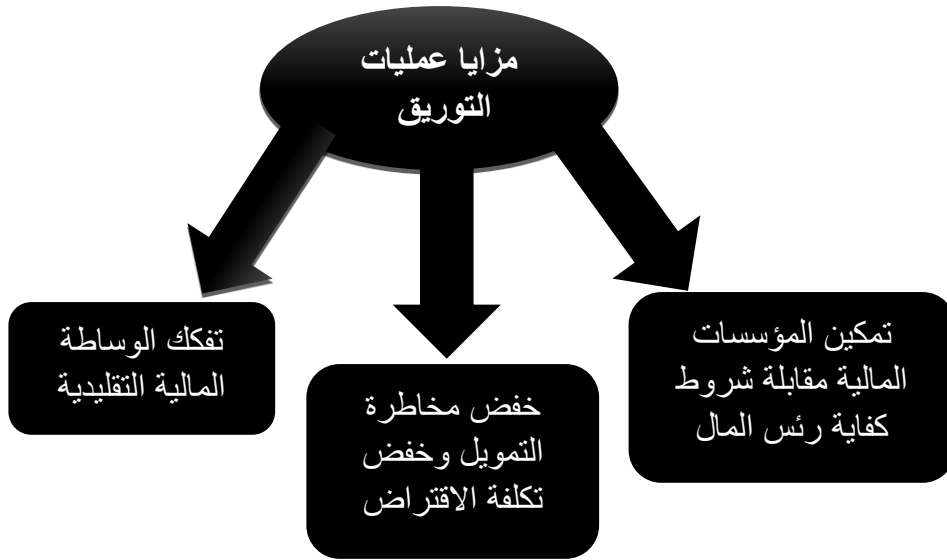 مزايا عمليات
التوريق
تمكين المؤسسات
المالية مقابلة شروط
كفاية رئس المال
خفض مخاطرة
التمويل وخفض
تكلفة الاقتراض
تفكك الوساطة
المالية التقليدية